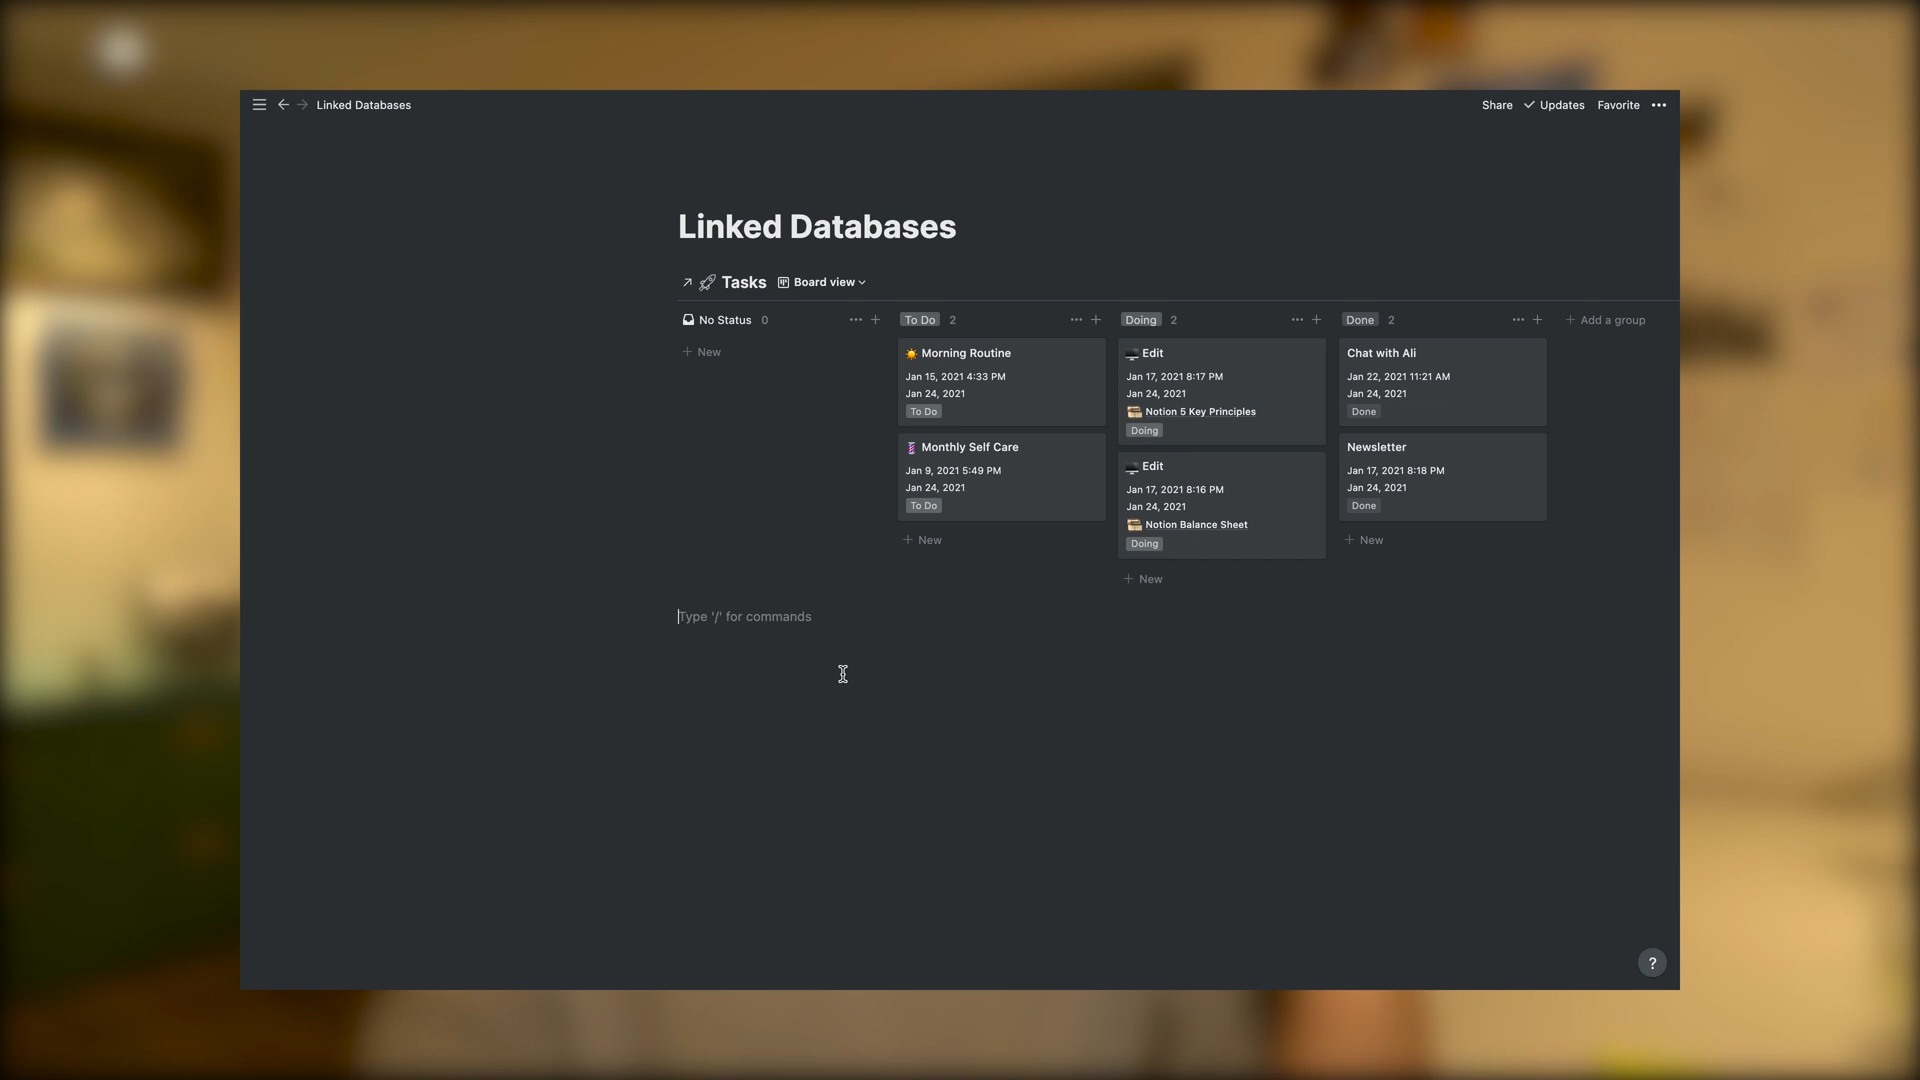 Linked Databases
Share
Updates
Favorite
Linked Databases
Tasks
Board view
No Status 0
+ New
To Do 2
Morning Routine
Jan 15, 2021 4:33 PM
Jan 24, 2021
To Do
Monthly Self Care
Jan 9, 2021 5:49 PM
Jan 24, 2021
To Do
+ New
Doing 2
Edit
Jan 17, 2021 8:17 PM
Jan 24, 2021
Notion 5 Key Principles
Doing
Edit
Jan 17, 2021 8:16 PM
Jan 24, 2021
Notion Balance Sheet
Doing
+ New
Done 2
Chat with Ali
Jan 22, 2021 11:21 AM
Jan 24, 2021
Done
Newsletter
Jan 17, 2021 8:18 PM
Jan 24, 2021
Done
+ New
+ Add a group
Type '/' for commands
?